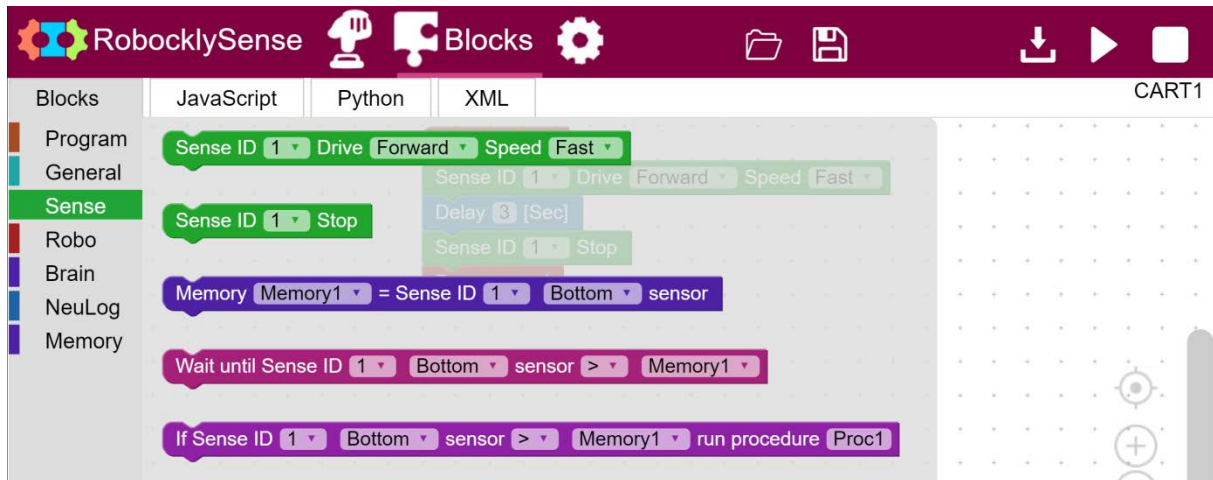 RobocklySense Blocks
Blocks JavaScript Python XML CART1
Program
General
Sense
Robo
Brain
NeuLog
Memory
Sense ID 1 Drive Forward Speed Fast
Sense ID 1 Drive Forward Speed Fast
Delay 3 [Sec]
Sense ID 1 Stop
Sense ID 1 Stop
Memory Memory1 = Sense ID 1 Bottom sensor
Wait until Sense ID 1 Bottom sensor > Memory1
If Sense ID 1 Bottom sensor > Memory1 run procedure Proc1